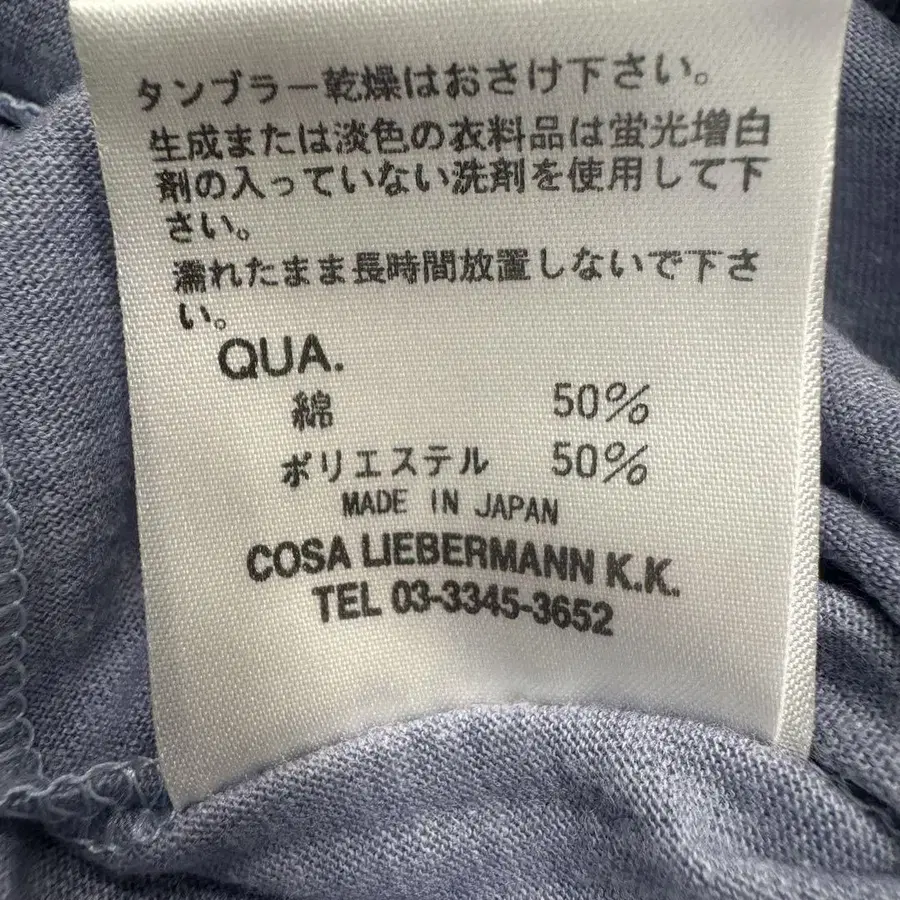 タンブラー乾燥はおさけ下さい。
生成または淡色の衣料品は蛍光増白
剤の入っていない洗剤を使用して下
さい。
濡れたまま長時間放置しないで下さ
い。
QUA.
綿 50%
ポリエステル 50%
MADE IN JAPAN
COSA LIEBERMANN K.K.
TEL 03-3345-3652